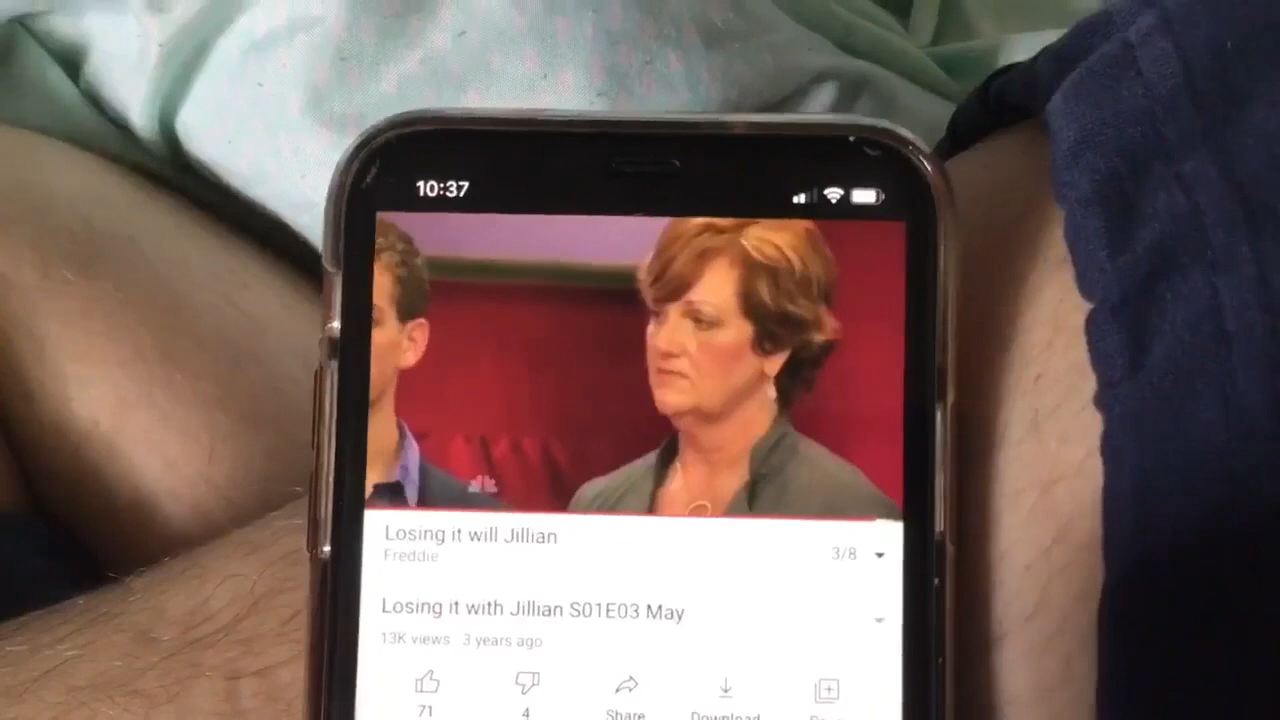 10:37
Losing it will Jillian
Freddie
3/8
Losing it with Jillian S01E03 May
13K views 3 years ago
71
4
Share
Download